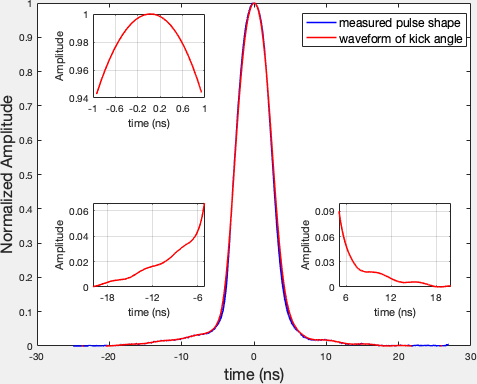 measured pulse shape
waveform of kick angle
Normalized Amplitude
1
0.9
0.8
0.7
0.6
0.5
0.4
0.3
0.2
0.1
0
-30 -20 -10 0 10 20 30
time (ns)
Amplitude
1
0.98
0.96
0.94
-1 -0.6 -0.2 0.2 0.6 1
time (ns)
Amplitude
0.06
0.04
0.02
0
-18 -12 -6
time (ns)
Amplitude
0.09
0.06
0.03
0
6 12 18
time (ns)